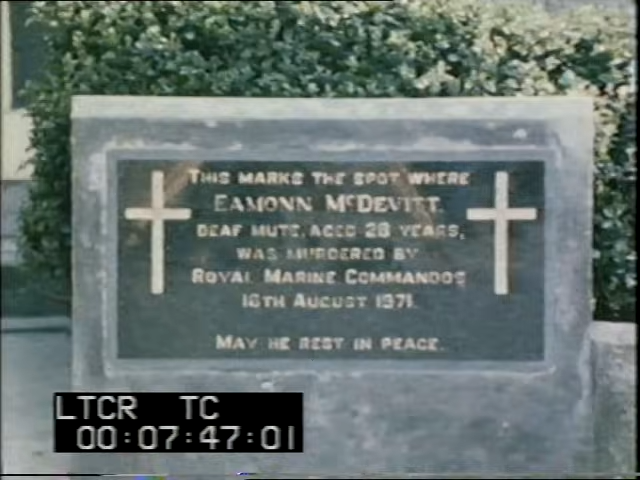 THIS MARKS THE SPOT WHERE
EAMONN McDEVITT.
DEAF MUTE, AGED 28 YEARS,
WAS MURDERED BY
ROYAL MARINE COMMANDOS
18TH AUGUST 1971.
MAY HE REST IN PEACE.
LTCR TC
00:07:47:01